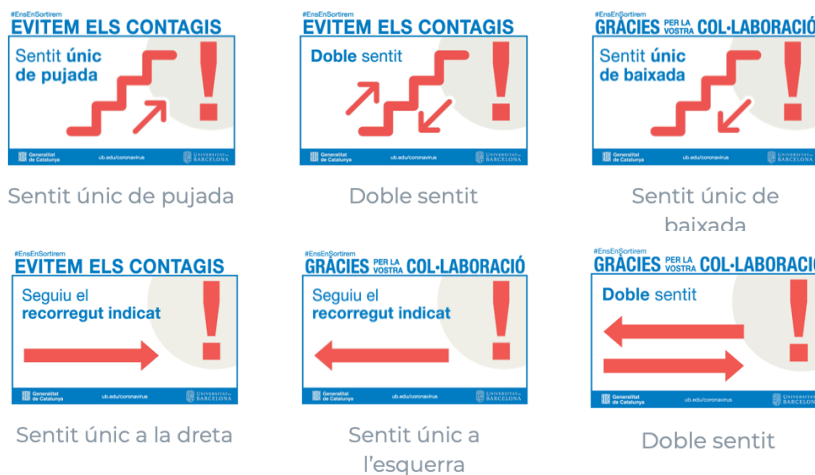 #EnsEnSortirem
EVITEM ELS CONTAGIS
Sentit únic
de pujada
Generalitat
de Catalunya
ub.edu/coronavirus
UNIVERSITAT DE
BARCELONA
Sentit únic de pujada
#EnsEnSortirem
EVITEM ELS CONTAGIS
Doble sentit
Generalitat
de Catalunya
ub.edu/coronavirus
UNIVERSITAT DE
BARCELONA
Doble sentit
#EnsEnSortirem
GRÀCIES PER LA VOSTRA COL·LABORACIÓ
Sentit únic
de baixada
Generalitat
de Catalunya
ub.edu/coronavirus
UNIVERSITAT DE
BARCELONA
Sentit únic de
baixada
#EnsEnSortirem
EVITEM ELS CONTAGIS
Seguiu el
recorregut indicat
Generalitat
de Catalunya
ub.edu/coronavirus
UNIVERSITAT DE
BARCELONA
Sentit únic a la dreta
#EnsEnSortirem
GRÀCIES PER LA VOSTRA COL·LABORACIÓ
Seguiu el
recorregut indicat
Generalitat
de Catalunya
ub.edu/coronavirus
UNIVERSITAT DE
BARCELONA
Sentit únic a
l'esquerra
#EnsEnSortirem
GRÀCIES PER LA VOSTRA COL·LABORACIÓ
Doble sentit
Generalitat
de Catalunya
ub.edu/coronavirus
UNIVERSITAT DE
BARCELONA
Doble sentit